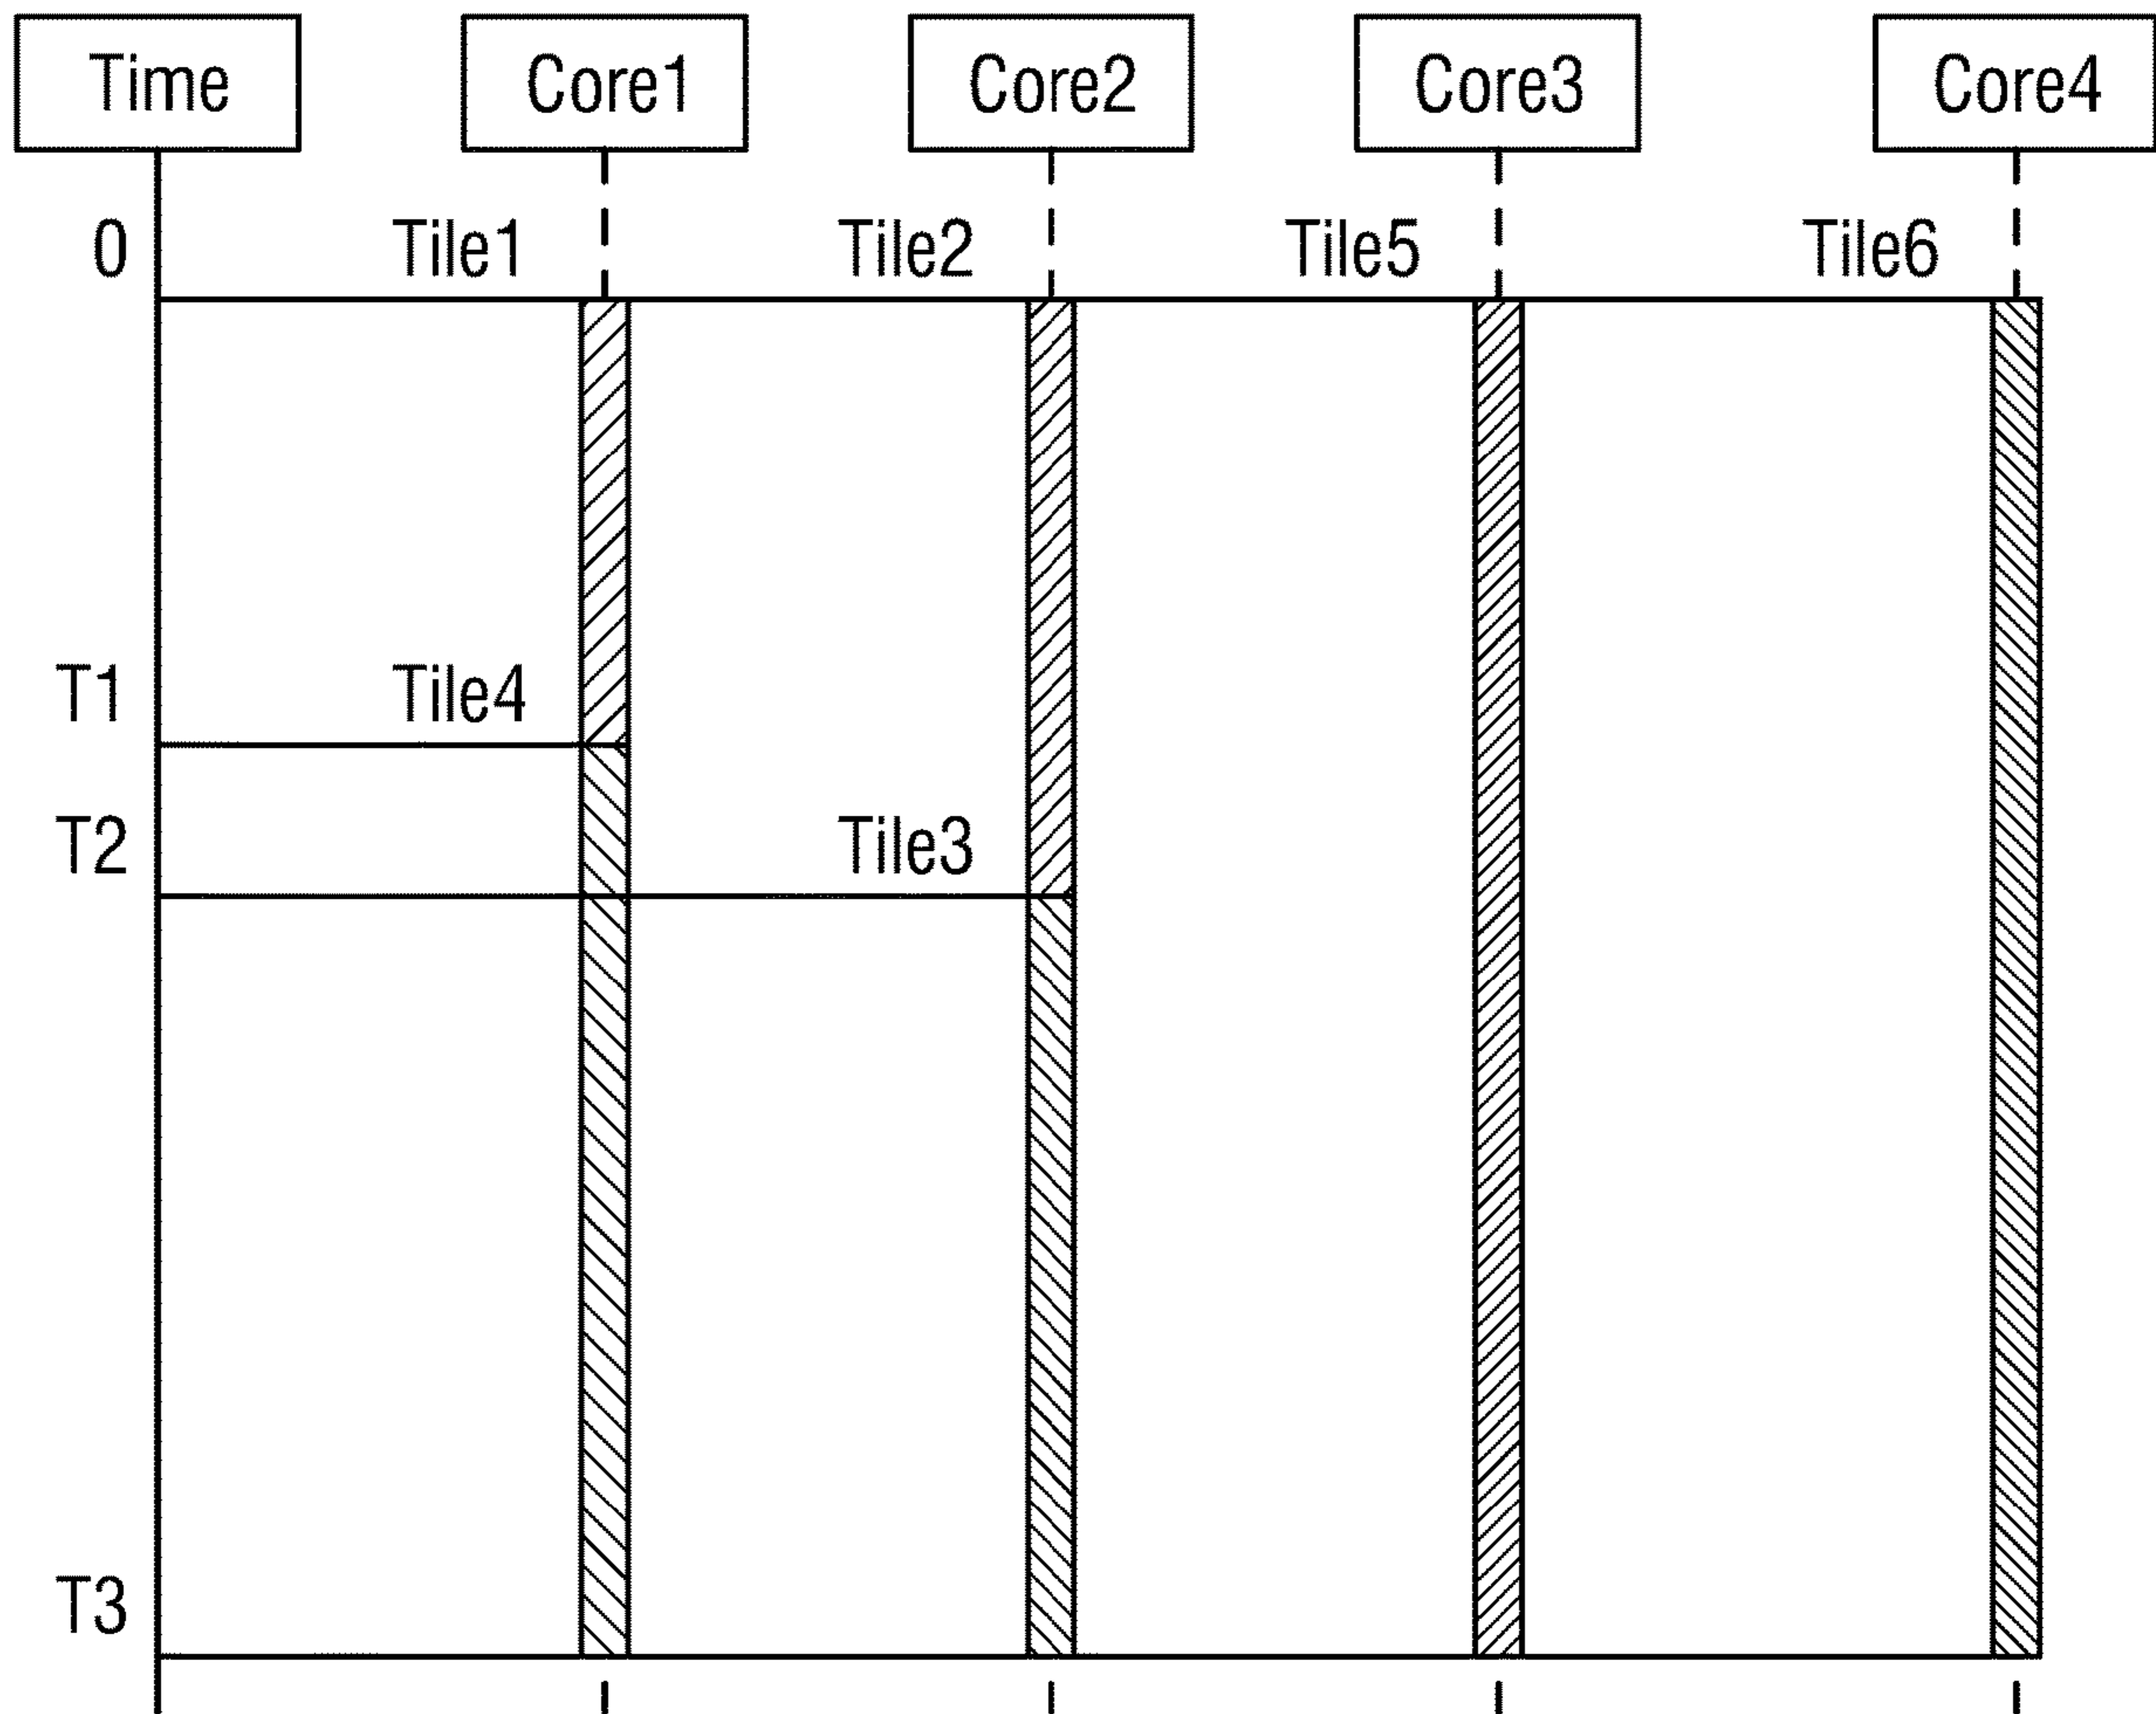 Time Core1 Core2 Core3 Core4
0 Tile1 Tile2 Tile5 Tile6
T1 Tile4
T2 Tile3
T3